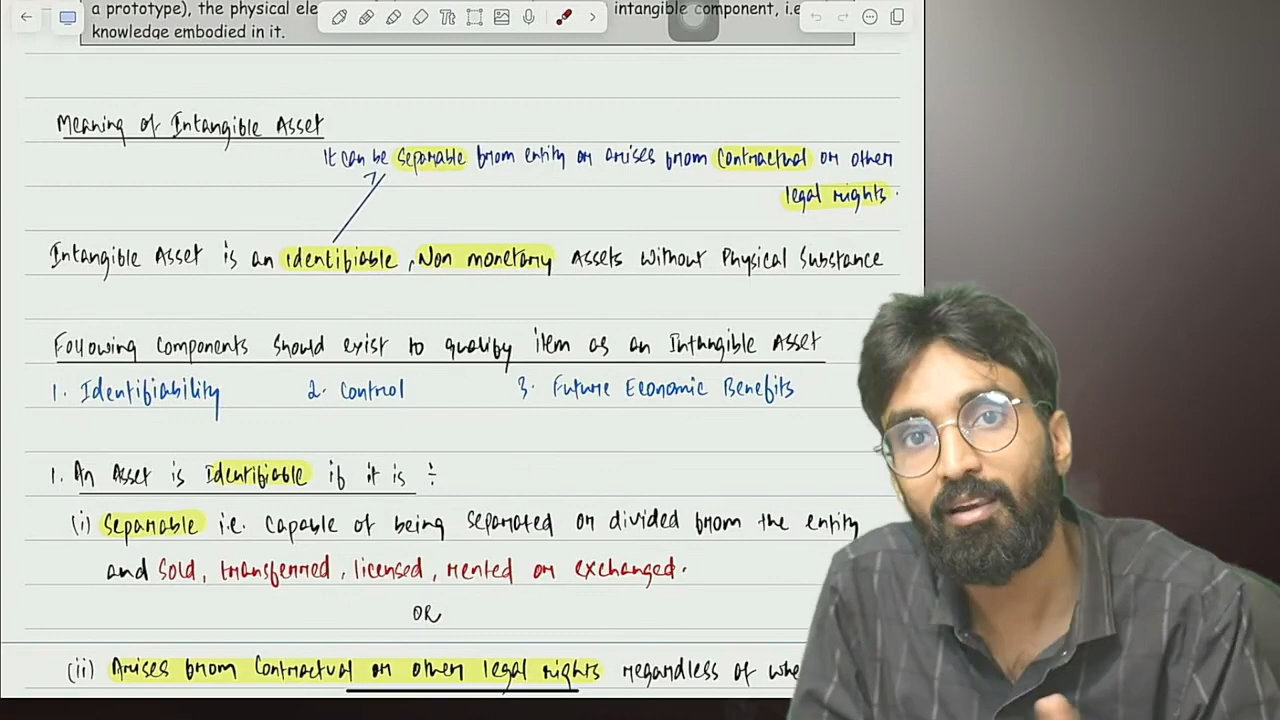 a prototype), the physical ele
intangible component, i.e
knowledge embodied in it.
Meaning of Intangible Asset
It can be separable from entity or arises from contractual or other
legal rights.
Intangible Asset is an identifiable, Non monetary Assets without Physical Substance
Following components should exist to qualify item as an Intangible Asset
1. Identifiability 2. Control 3. Future Economic Benefits
1. An Asset is Identifiable if it is ÷
(i) Separable i.e. capable of being separated or divided from the entity
and sold, transferred, licensed, rented or exchanged.
OR
(ii) Arises from Contractual or other legal rights regardless of whe